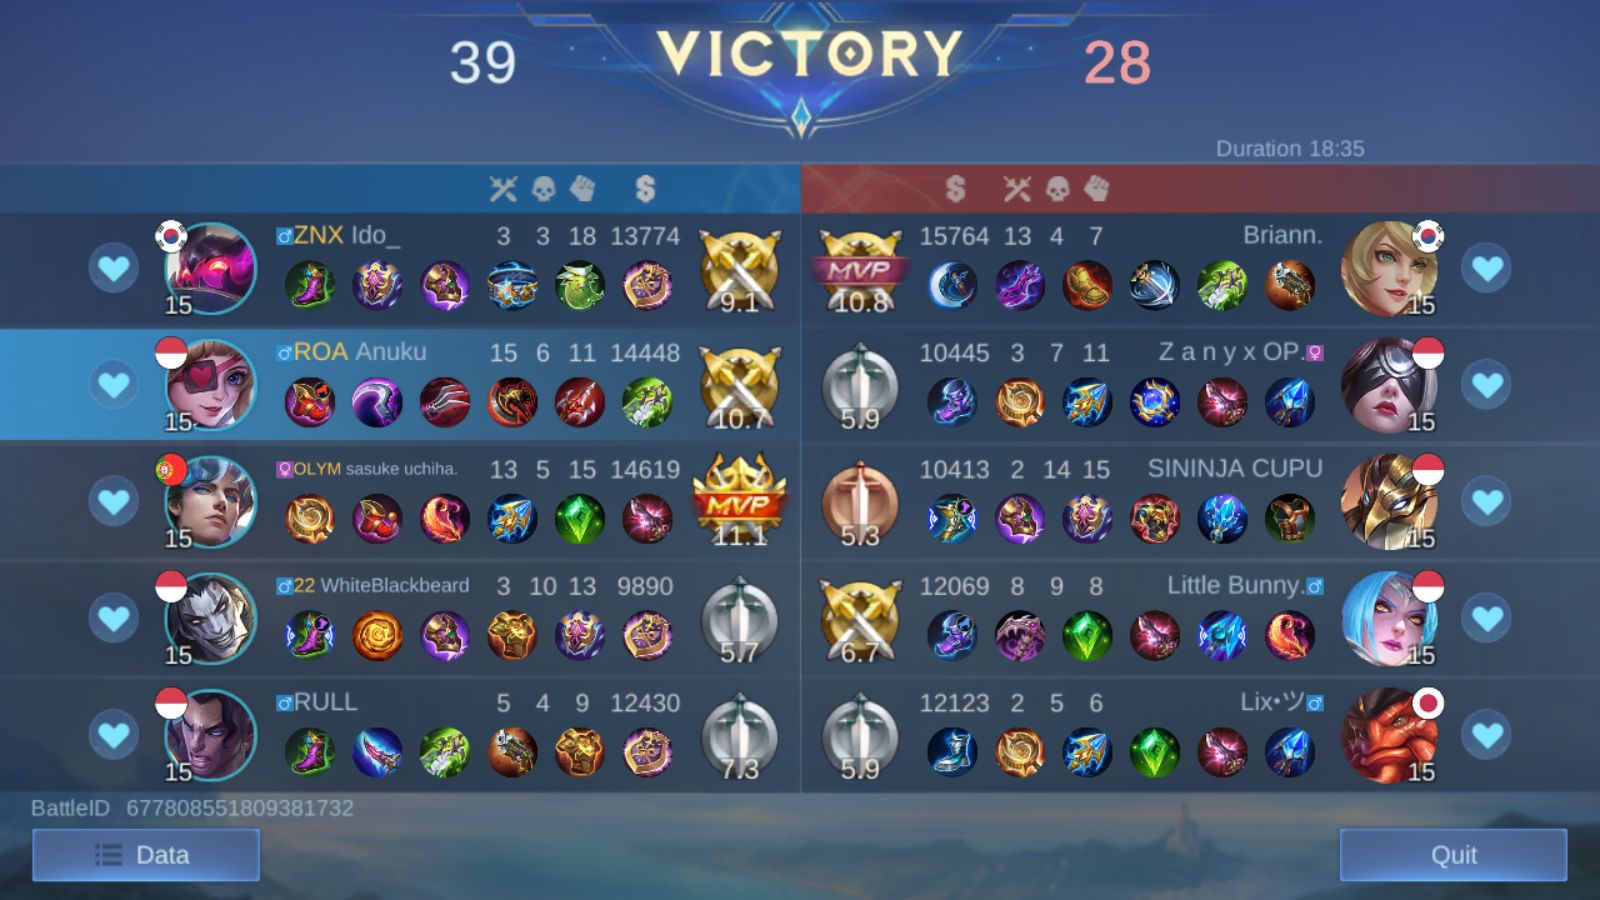 39 VICTORY 28
Duration 18:35
ZNX Ido_ 3 3 18 13774
15 9.1
15764 13 4 7 Briann.
MVP 10.8 15
ROA Anuku 15 6 11 14448
15 10.7
10445 3 7 11 Z a n y x OP.
5.9 15
OLYM sasuke uchiha. 13 5 15 14619
15 MVP 11.1
10413 2 14 15 SININJA CUPU
5.3 15
22 WhiteBlackbeard 3 10 13 9890
15 5.7
12069 8 9 8 Little Bunny.
6.7 15
RULL 5 4 9 12430
15 7.3
12123 2 5 6 Lix•ツ
5.9 15
BattleID 677808551809381732
Data
Quit